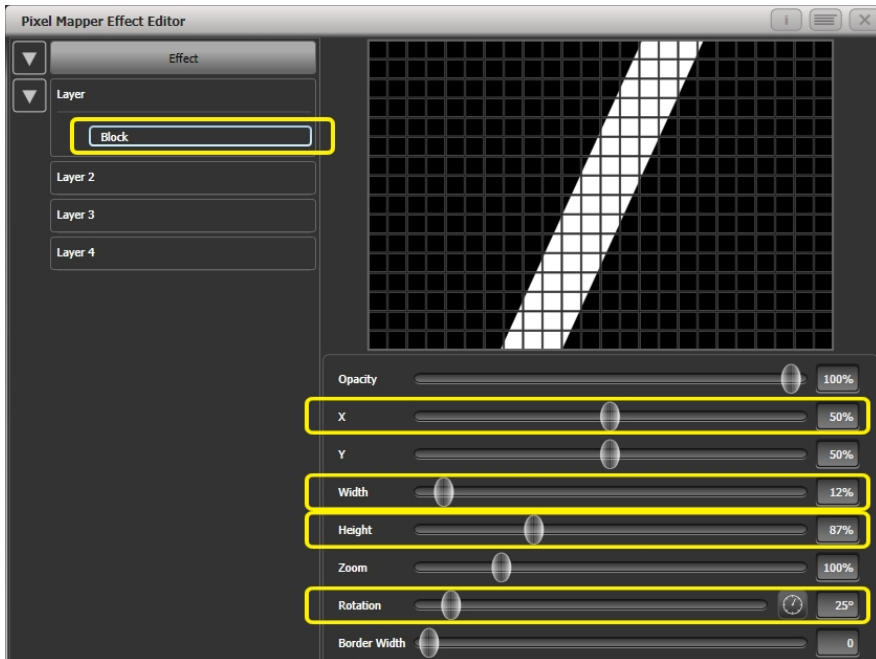 Pixel Mapper Effect Editor
i
Effect
Layer
Block
Layer 2
Layer 3
Layer 4
Opacity 100%
X 50%
Y 50%
Width 12%
Height 87%
Zoom 100%
Rotation 25°
Border Width 0